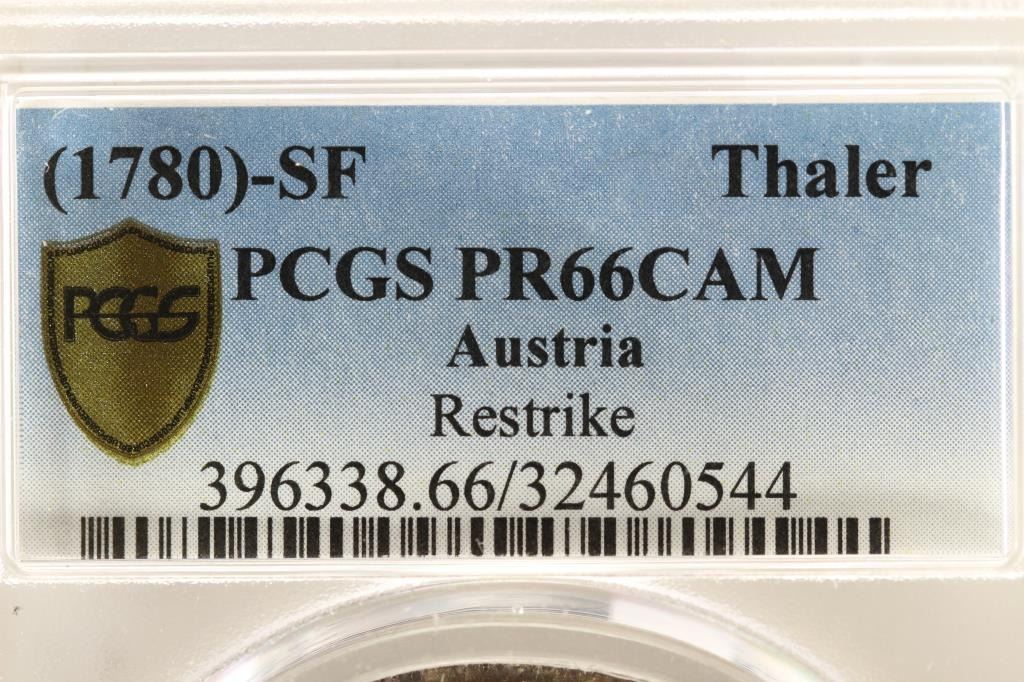 (1780)-SF Thaler
PCGS PR66CAM
PCGS
Austria
Restrike
396338.66/32460544